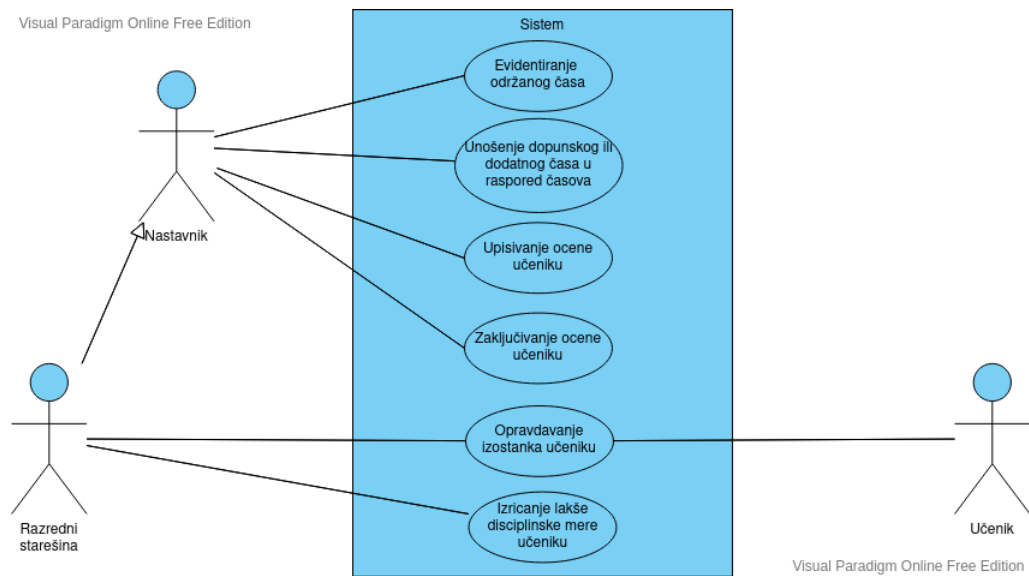 Visual Paradigm Online Free Edition
Sistem
Evidentiranje
održanog časa
Unošenje dopunskog ili
dodatnog časa u
raspored časova
Nastavnik
Upisivanje ocene
učeniku
Zaključivanje ocene
učeniku
Opravdavanje
izostanka učeniku
Izricanje lakše
disciplinske mere
učeniku
Razredni
starešina
Učenik
Visual Paradigm Online Free Edition